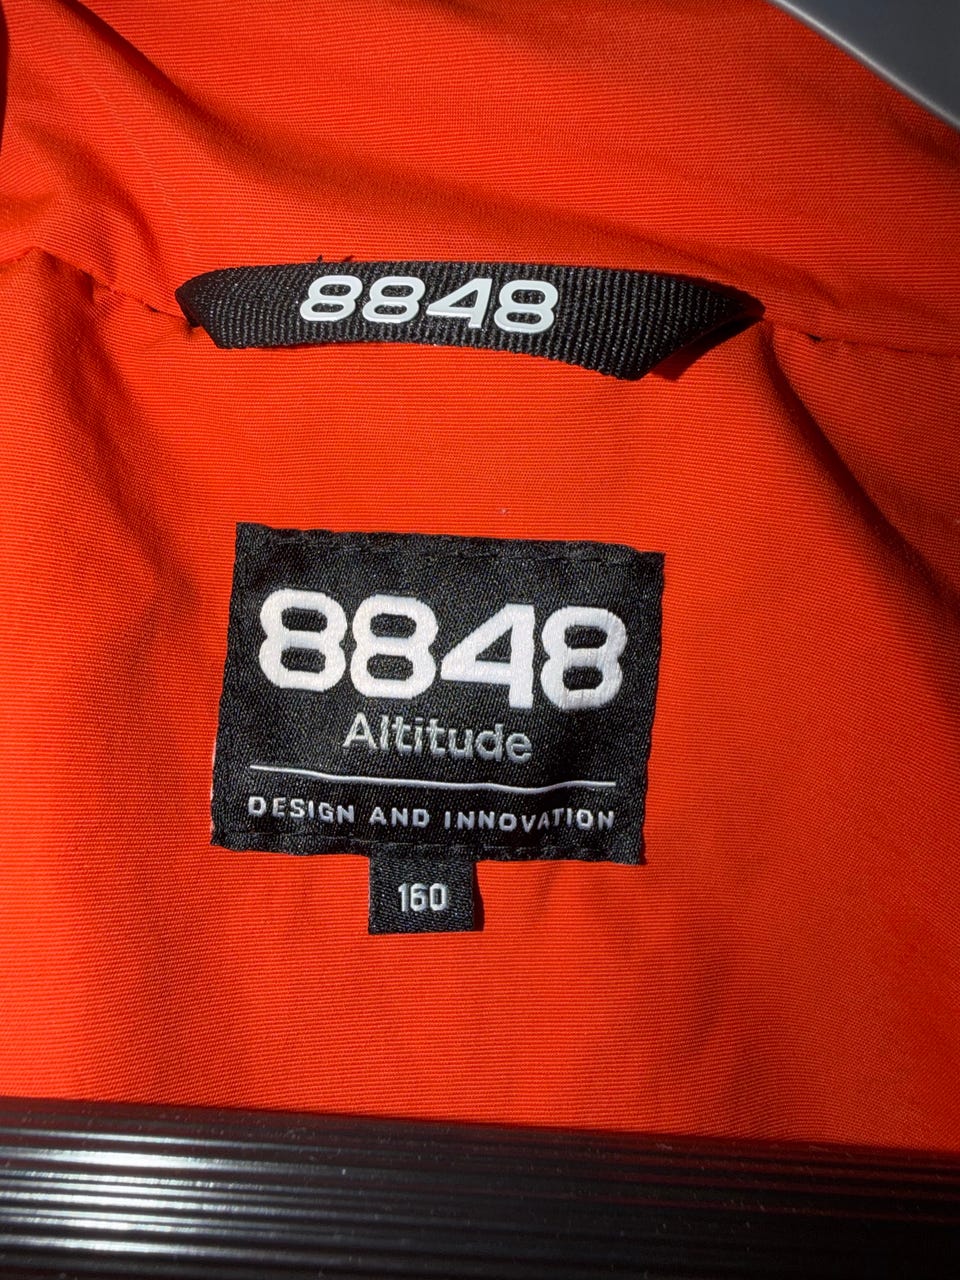 8848
8848
Altitude
DESIGN AND INNOVATION
160